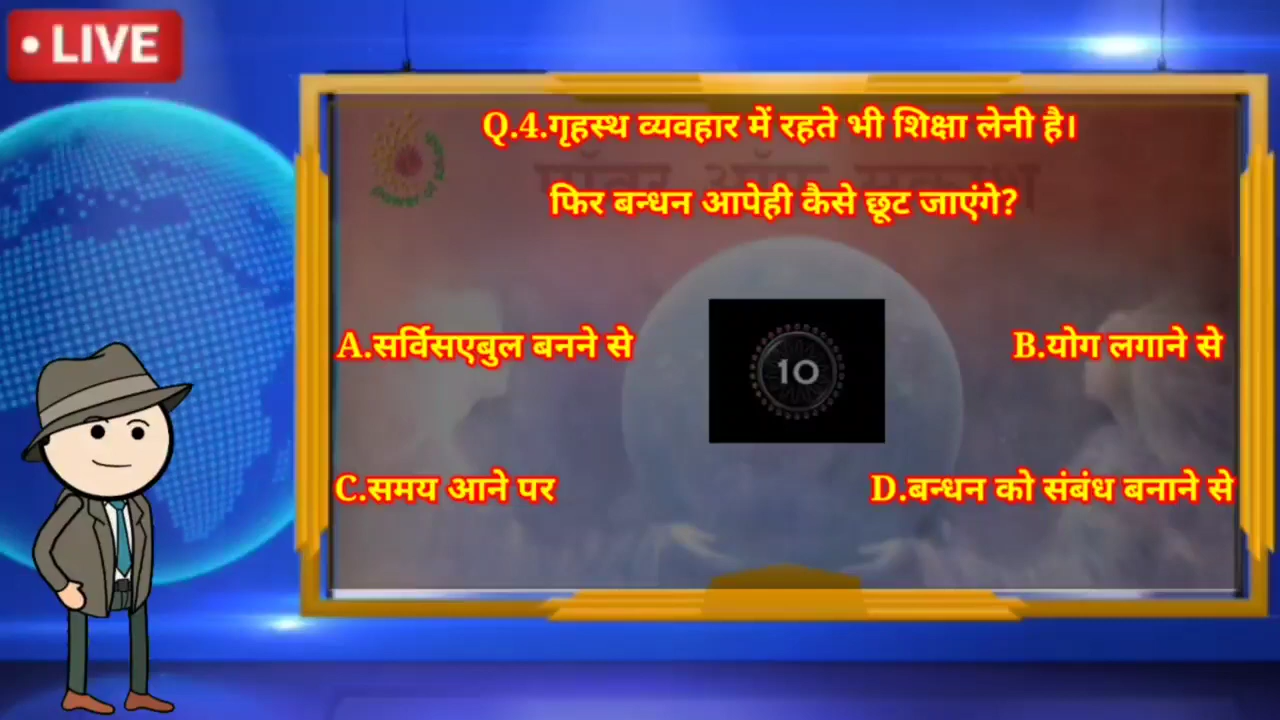 LIVE
Q.4.गृहस्थ व्यवहार में रहते भी शिक्षा लेनी है।
फिर बन्धन आपेही कैसे छूट जाएंगे?
A.सर्विसएबुल बनने से
10
B.योग लगाने से
C.समय आने पर
D.बन्धन को संबंध बनाने से